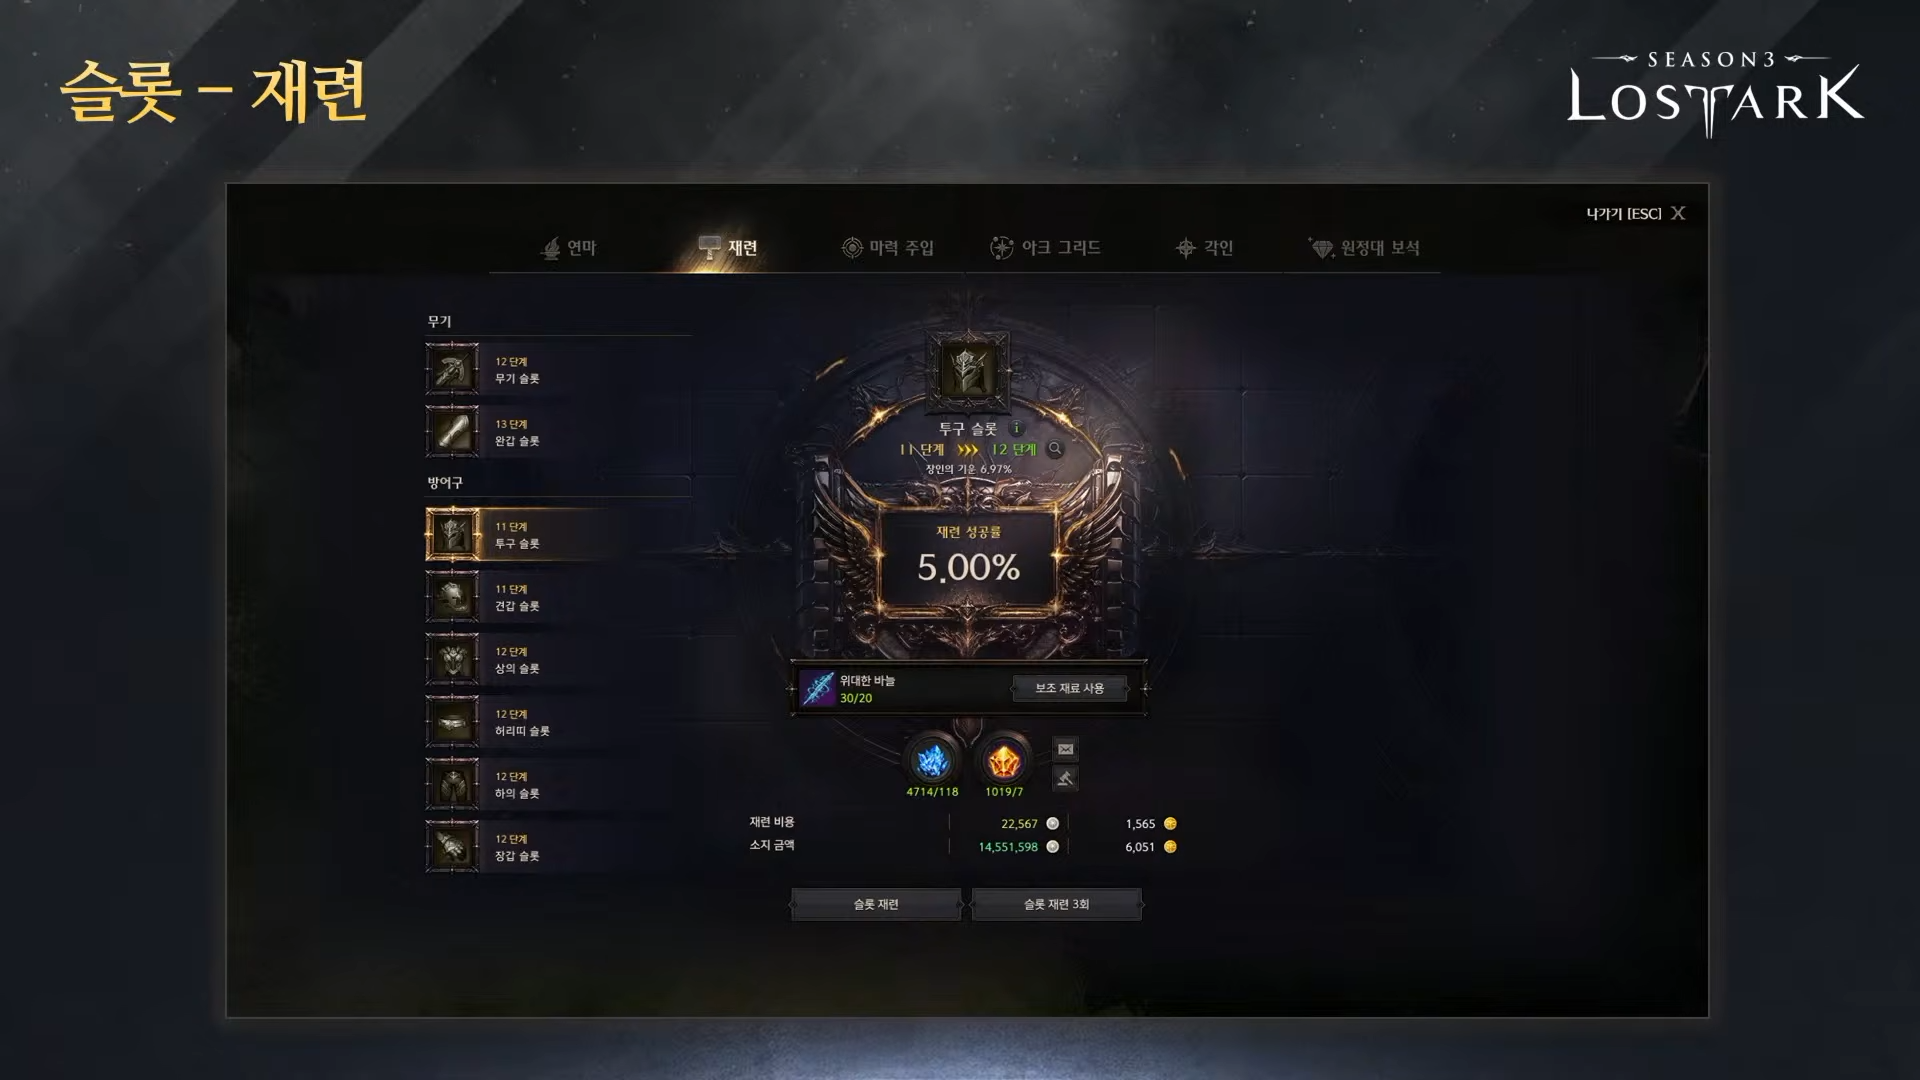 슬롯 - 재련
SEASON3
LOSTARK
나가기 [ESC] X
연마
재련
마력 주입
아크 그리드
각인
원정대 보석
무기
12 단계
무기 슬롯
13 단계
완갑 슬롯
방어구
11 단계
투구 슬롯
11 단계
견갑 슬롯
12 단계
상의 슬롯
12 단계
허리띠 슬롯
12 단계
하의 슬롯
12 단계
장갑 슬롯
투구 슬롯 i
11 단계 12 단계
장인의 기운 6.97%
재련 성공률
5.00%
위대한 바늘
30/20
보조 재료 사용
4714/118
1019/7
재련 비용 22,567 1,565
소지 금액 14,551,598 6,051
슬롯 재련
슬롯 재련 3회